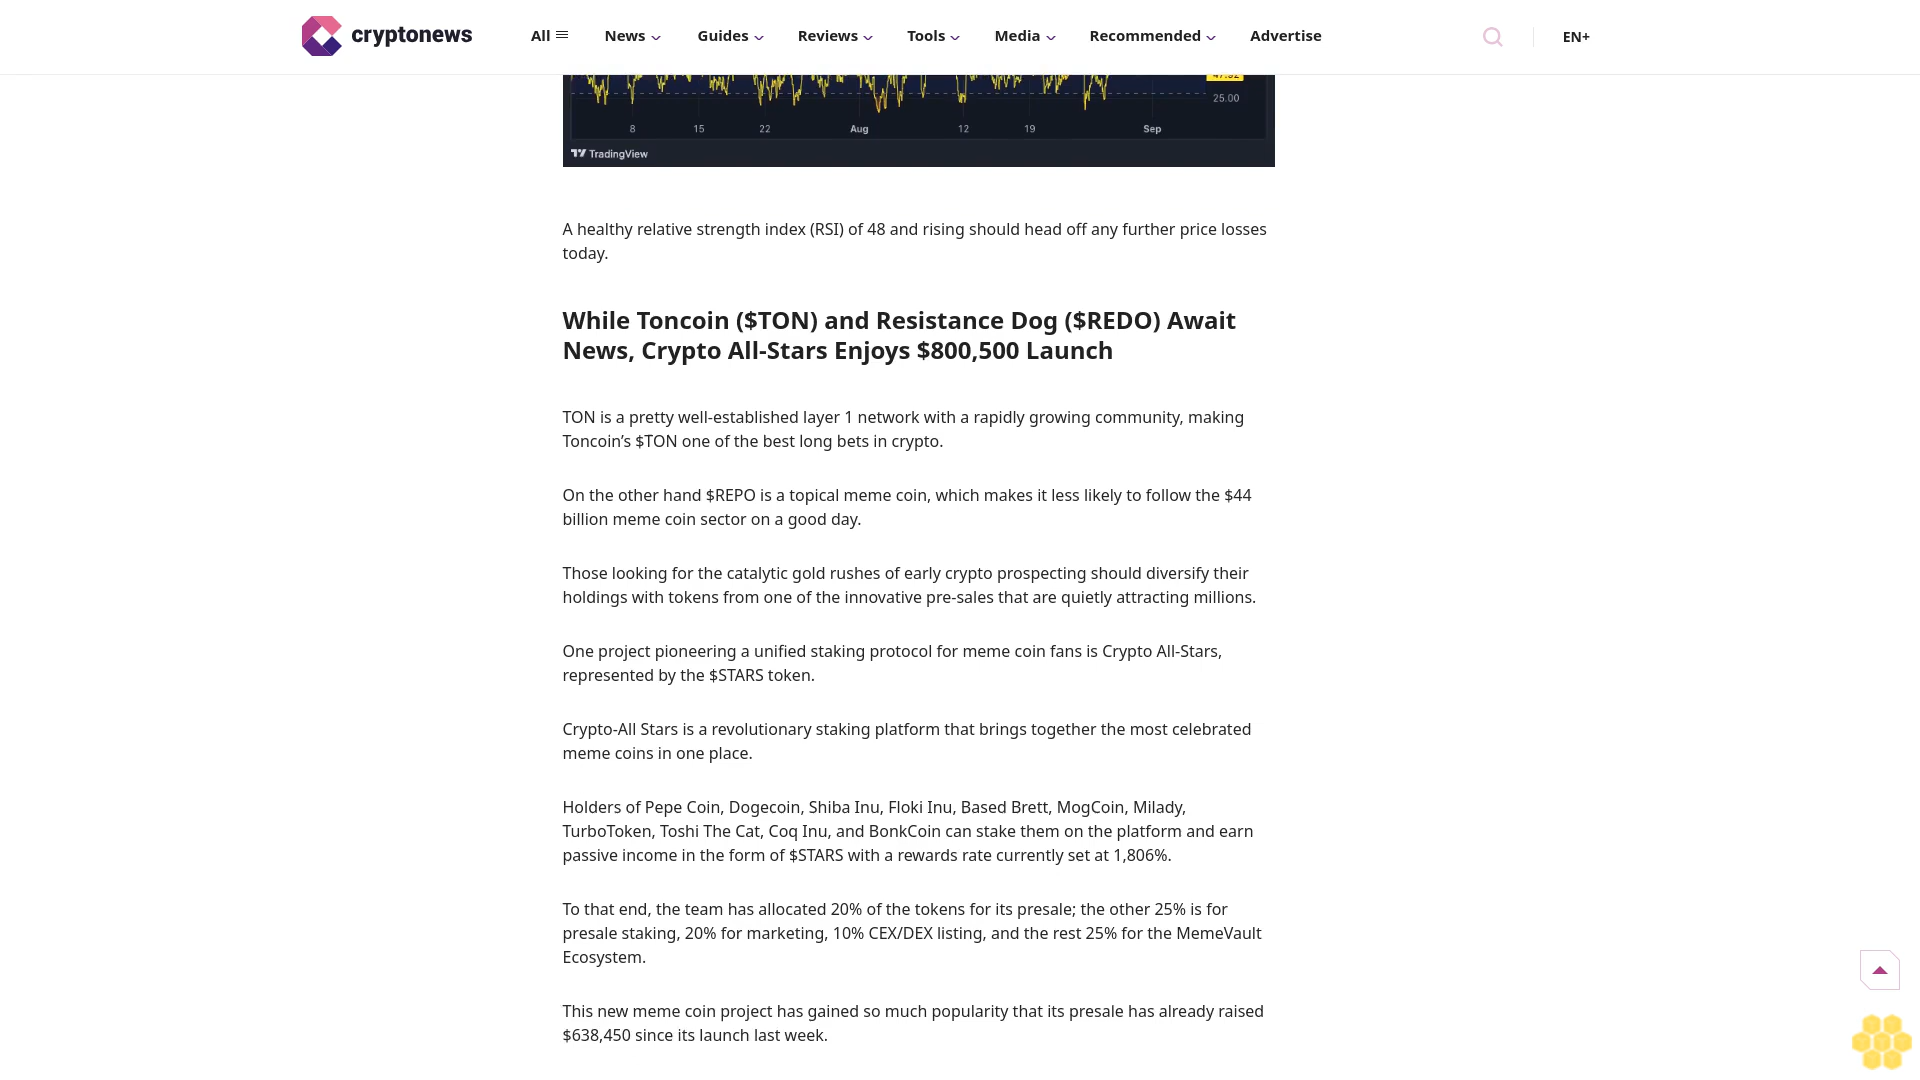 cryptonews
All
News
Guides
Reviews
Tools
Media
Recommended
Advertise
EN+
25.00
8 15 22 Aug 12 19 Sep
TradingView
A healthy relative strength index (RSI) of 48 and rising should head off any further price losses
today.
While Toncoin ($TON) and Resistance Dog ($REDO) Await
News, Crypto All-Stars Enjoys $800,500 Launch
TON is a pretty well-established layer 1 network with a rapidly growing community, making
Toncoin’s $TON one of the best long bets in crypto.
On the other hand $REPO is a topical meme coin, which makes it less likely to follow the $44
billion meme coin sector on a good day.
Those looking for the catalytic gold rushes of early crypto prospecting should diversify their
holdings with tokens from one of the innovative pre-sales that are quietly attracting millions.
One project pioneering a unified staking protocol for meme coin fans is Crypto All-Stars,
represented by the $STARS token.
Crypto-All Stars is a revolutionary staking platform that brings together the most celebrated
meme coins in one place.
Holders of Pepe Coin, Dogecoin, Shiba Inu, Floki Inu, Based Brett, MogCoin, Milady,
TurboToken, Toshi The Cat, Coq Inu, and BonkCoin can stake them on the platform and earn
passive income in the form of $STARS with a rewards rate currently set at 1,806%.
To that end, the team has allocated 20% of the tokens for its presale; the other 25% is for
presale staking, 20% for marketing, 10% CEX/DEX listing, and the rest 25% for the MemeVault
Ecosystem.
This new meme coin project has gained so much popularity that its presale has already raised
$638,450 since its launch last week.